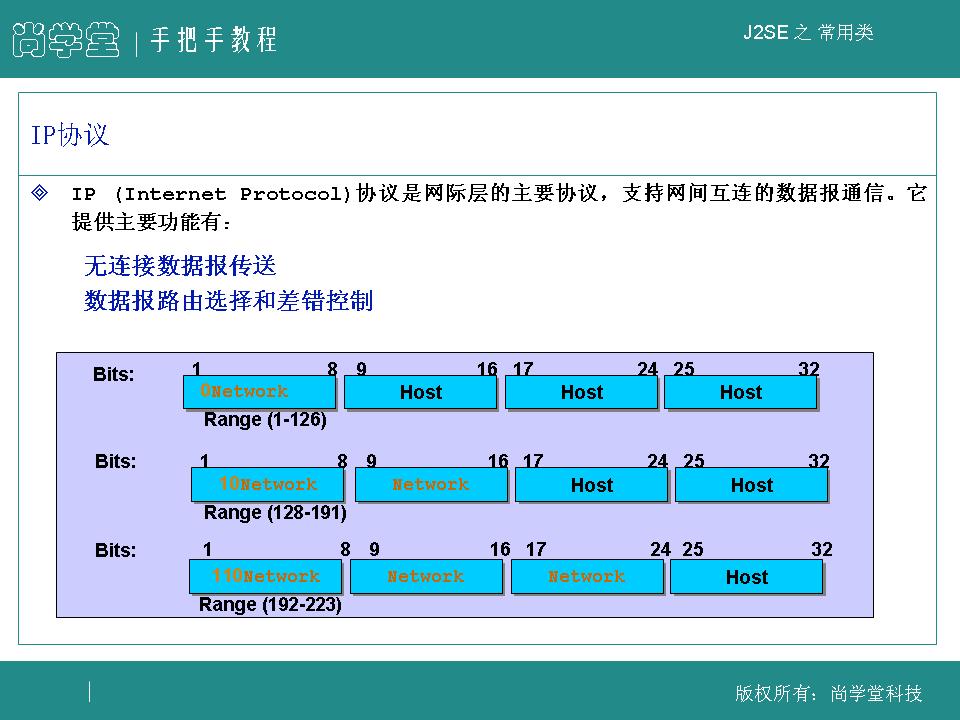 尚学堂 | 手把手教程
J2SE 之 常用类
IP协议
IP (Internet Protocol)协议是网际层的主要协议，支持网间互连的数据报通信。它
提供主要功能有：
无连接数据报传送
数据报路由选择和差错控制
Bits: 1 8 9 16 17 24 25 32
0Network Host Host Host
Range (1-126)
Bits: 1 8 9 16 17 24 25 32
10Network Network Host Host
Range (128-191)
Bits: 1 8 9 16 17 24 25 32
110Network Network Network Host
Range (192-223)
版权所有：尚学堂科技